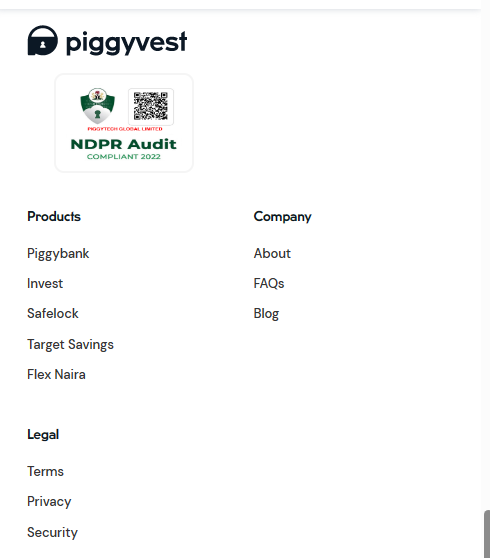 piggyvest
PIGGYTECH GLOBAL LIMITED
NDPR Audit
COMPLIANT 2022
Products
Piggybank
Invest
Safelock
Target Savings
Flex Naira
Company
About
FAQs
Blog
Legal
Terms
Privacy
Security